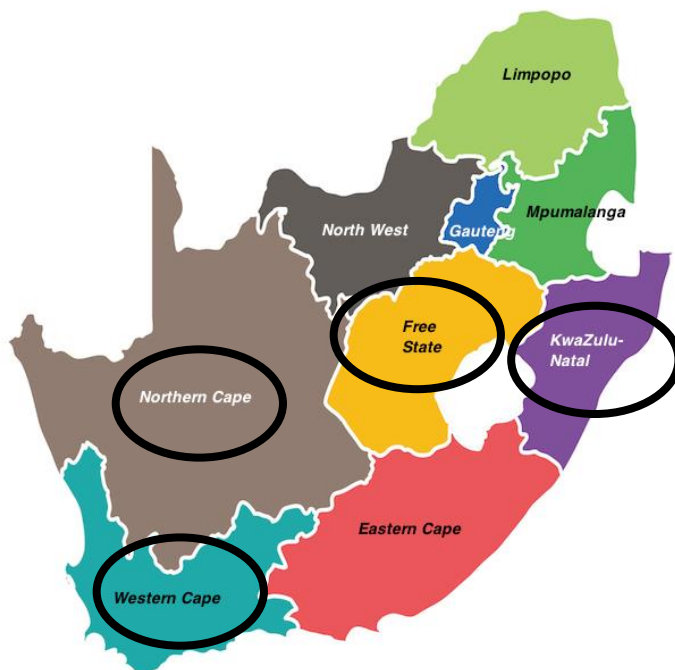 Limpopo
Mpumalanga
North West
Gauteng
Free
State
KwaZulu-
Natal
Northern Cape
Eastern Cape
Western Cape